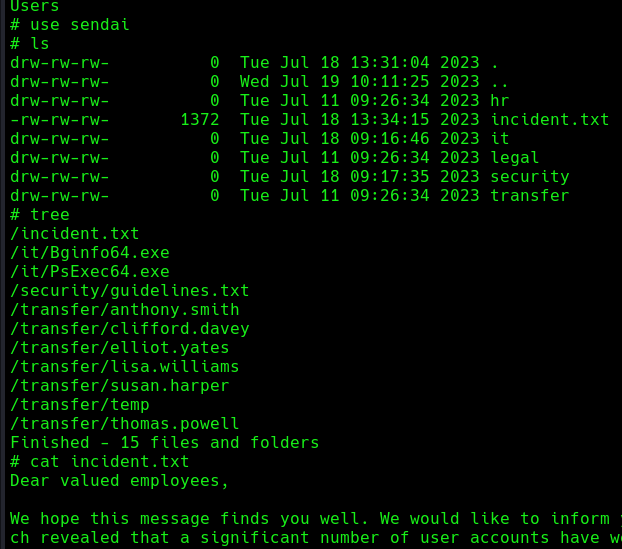 Users
# use sendai
# ls
drw-rw-rw- 0 Tue Jul 18 13:31:04 2023 .
drw-rw-rw- 0 Wed Jul 19 10:11:25 2023 ..
drw-rw-rw- 0 Tue Jul 11 09:26:34 2023 hr
-rw-rw-rw- 1372 Tue Jul 18 13:34:15 2023 incident.txt
drw-rw-rw- 0 Tue Jul 18 09:16:46 2023 it
drw-rw-rw- 0 Tue Jul 11 09:26:34 2023 legal
drw-rw-rw- 0 Tue Jul 18 09:17:35 2023 security
drw-rw-rw- 0 Tue Jul 11 09:26:34 2023 transfer
# tree
/incident.txt
/it/Bginfo64.exe
/it/PsExec64.exe
/security/guidelines.txt
/transfer/anthony.smith
/transfer/clifford.davey
/transfer/elliot.yates
/transfer/lisa.williams
/transfer/susan.harper
/transfer/temp
/transfer/thomas.powell
Finished - 15 files and folders
# cat incident.txt
Dear valued employees,
We hope this message finds you well. We would like to inform
ch revealed that a significant number of user accounts have